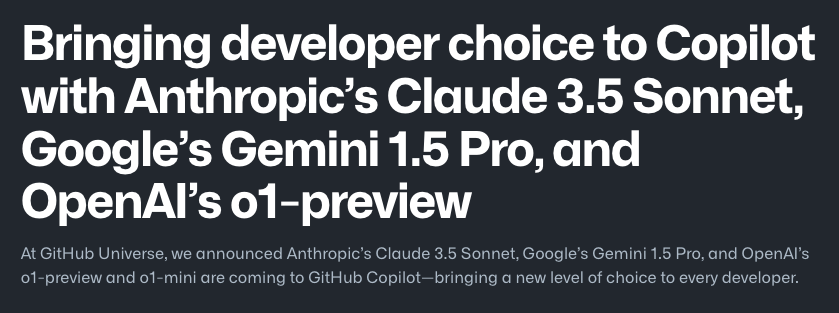 Bringing developer choice to Copilot
with Anthropic’s Claude 3.5 Sonnet,
Google’s Gemini 1.5 Pro, and
OpenAI’s o1-preview
At GitHub Universe, we announced Anthropic’s Claude 3.5 Sonnet, Google’s Gemini 1.5 Pro, and OpenAI’s
o1-preview and o1-mini are coming to GitHub Copilot—bringing a new level of choice to every developer.